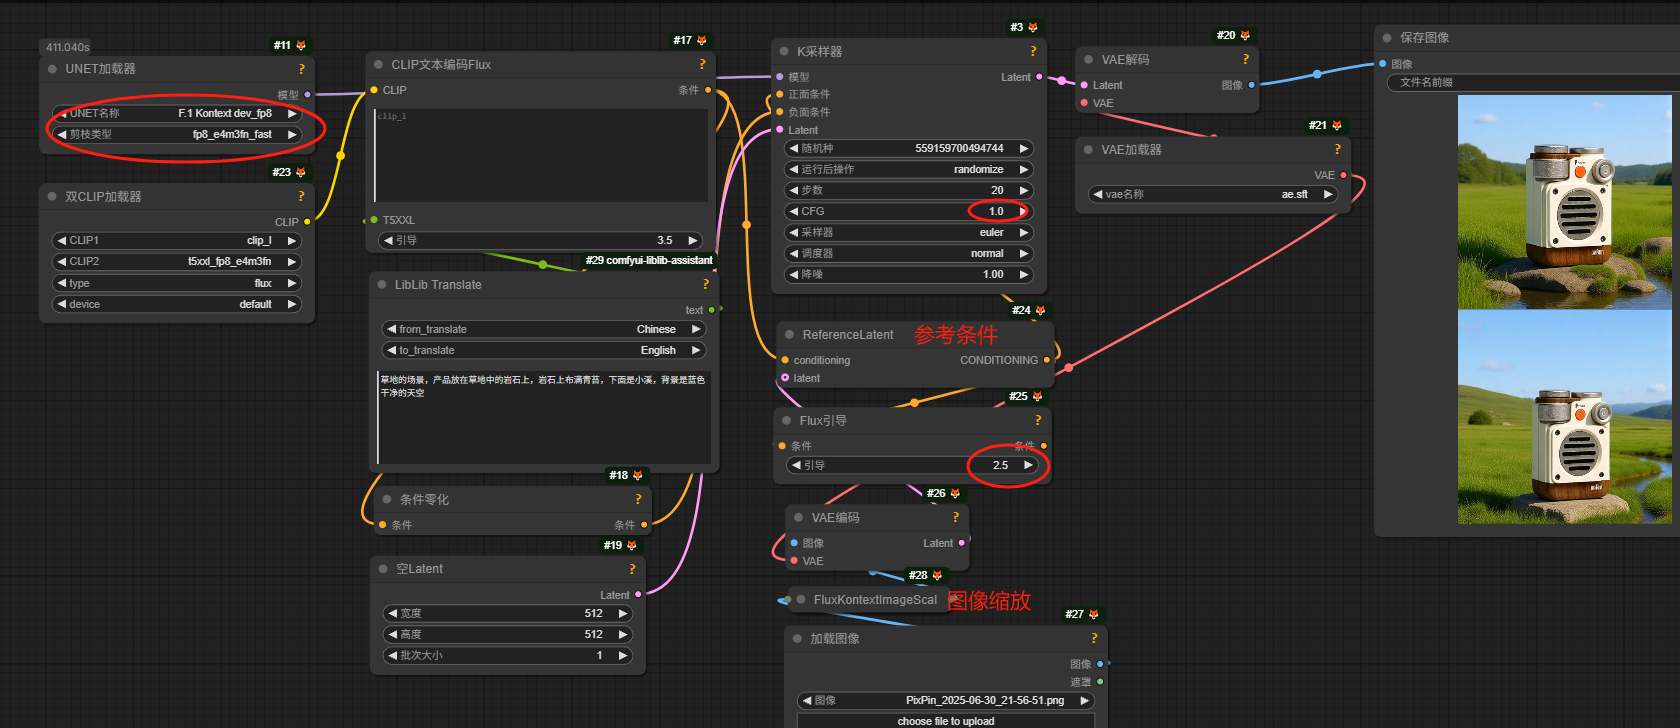 411.040s
#11
UNET加载器
?
模型
UNET名称
F.1 Kontext dev_fp8
剪枝类型
fp8_e4m3fn_fast
#23
双CLIP加载器
?
CLIP
CLIP1
clip_l
CLIP2
t5xxl_fp8_e4m3fn
type
flux
device
default
#17
CLIP文本编码Flux
?
CLIP
条件
clip_l
T5XXL
引导
3.5
#29 comfyui-liblib-assistant
LibLib Translate
?
text
from_translate
Chinese
to_translate
English
草地的场景，产品放在草地中的岩石上，岩石上布满青苔，下面是小溪，背景是蓝色
干净的天空
#18
条件零化
?
条件
条件
#19
空Latent
?
Latent
宽度
512
高度
512
批次大小
1
#3
K采样器
?
模型
Latent
正面条件
负面条件
Latent
随机种
559159700494744
运行后操作
randomize
步数
20
CFG
1.0
采样器
euler
调度器
normal
降噪
1.00
#24
ReferenceLatent
参考条件
conditioning
CONDITIONING
latent
#25
Flux引导
?
条件
条件
引导
2.5
#26
VAE编码
?
图像
Latent
VAE
#28
FluxKontextImageScal
图像缩放
#27
加载图像
?
图像
遮罩
图像
PixPin_2025-06-30_21-56-51.png
choose file to upload
#20
VAE解码
?
Latent
图像
VAE
#21
VAE加载器
?
VAE
vae名称
ae.sft
保存图像
图像
文件名前缀